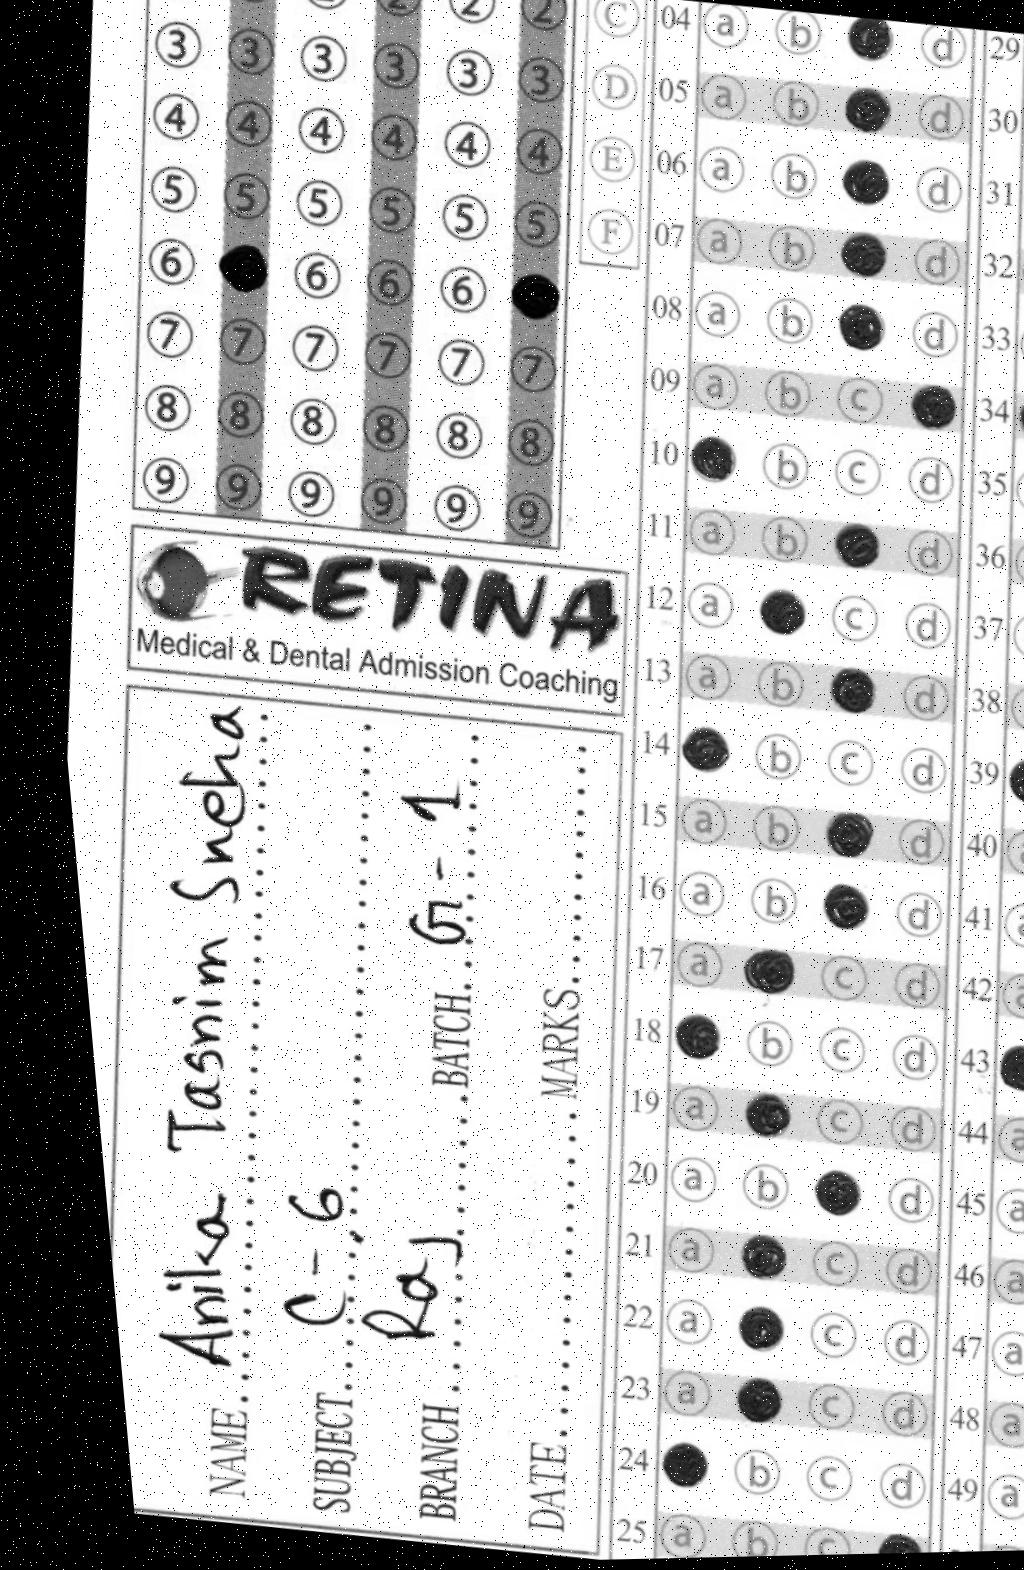 2 2 2
3 3 3 3 3 3
4 4 4 4 4 4
5 5 5 5 5 5
6 6 6 6
7 7 7 7 7 7
8 8 8 8 8 8
9 9 9 9 9 9
C
D
E
F
RETINA
Medical & Dental Admission Coaching
NAME Anika Tasnim Sneha
SUBJECT C - 6
BRANCH Raj BATCH G - 1
DATE MARKS
04 a b d
05 a b d
06 a b d
07 a b d
08 a b d
09 a b c
10 b c d
11 a b d
12 a c d
13 a b d
14 b c d
15 a b d
16 a b d
17 a c d
18 b c d
19 a c d
20 a b d
21 a c d
22 a c d
23 a c d
24 b c d
25 a b c
29
30
31
32
33
34
35
36
37
38
39
40 a
41 a
42 a
43
44 a
45 a
46 a
47 a
48 a
49 a